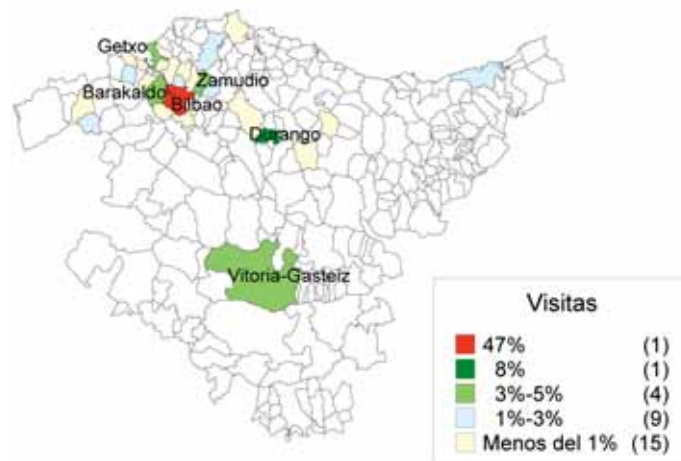 Getxo
Zamudio
Barakaldo
Bilbao
Durango
Vitoria-Gasteiz
Visitas
47% (1)
8% (1)
3%-5% (4)
1%-3% (9)
Menos del 1% (15)